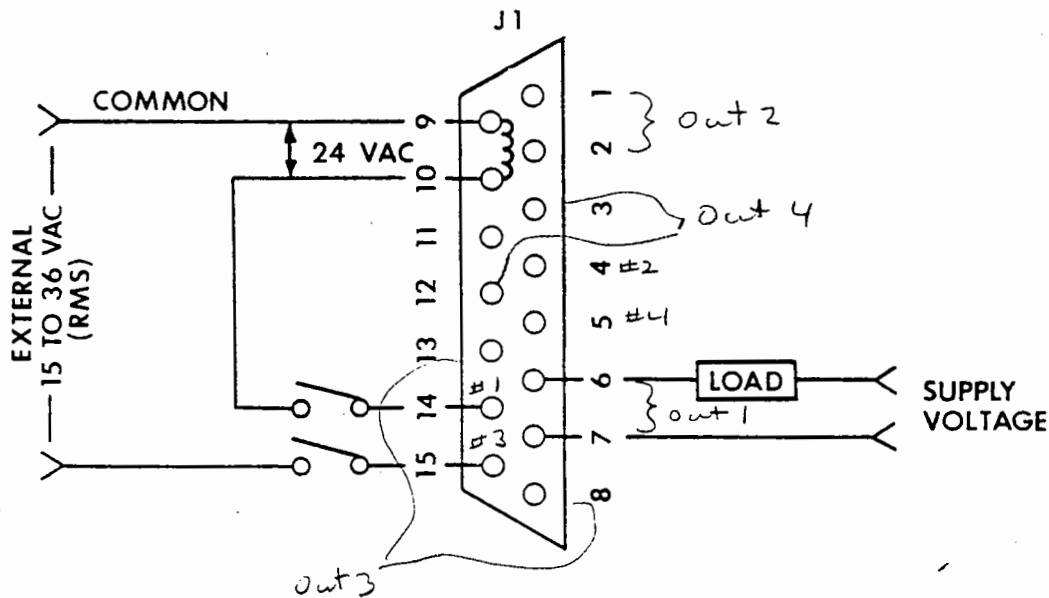 J1
COMMON
24 VAC
EXTERNAL
15 TO 36 VAC
(RMS)
9
10
11
12
13
14
15
#1
#3
1
2
3
4 #2
5 #4
6
7
8
Out 2
Out 4
LOAD
Out 1
SUPPLY
VOLTAGE
Out 3